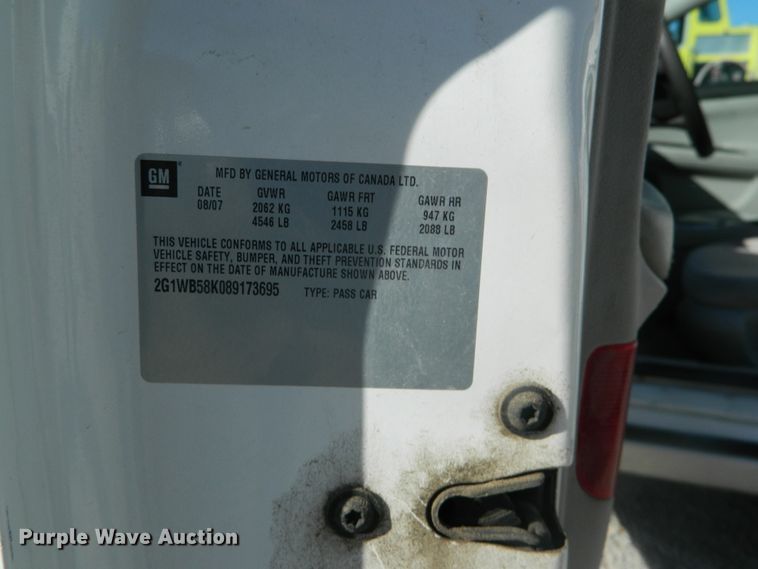 GM
MFD BY GENERAL MOTORS OF CANADA LTD.
DATE GVWR GAWR FRT GAWR RR
08/07 2062 KG 1115 KG 947 KG
4546 LB 2458 LB 2088 LB
THIS VEHICLE CONFORMS TO ALL APPLICABLE U.S. FEDERAL MOTOR
VEHICLE SAFETY, BUMPER, AND THEFT PREVENTION STANDARDS IN
EFFECT ON THE DATE OF MANUFACTURE SHOWN ABOVE.
2G1WB58K089173695 TYPE: PASS CAR
Purple Wave Auction